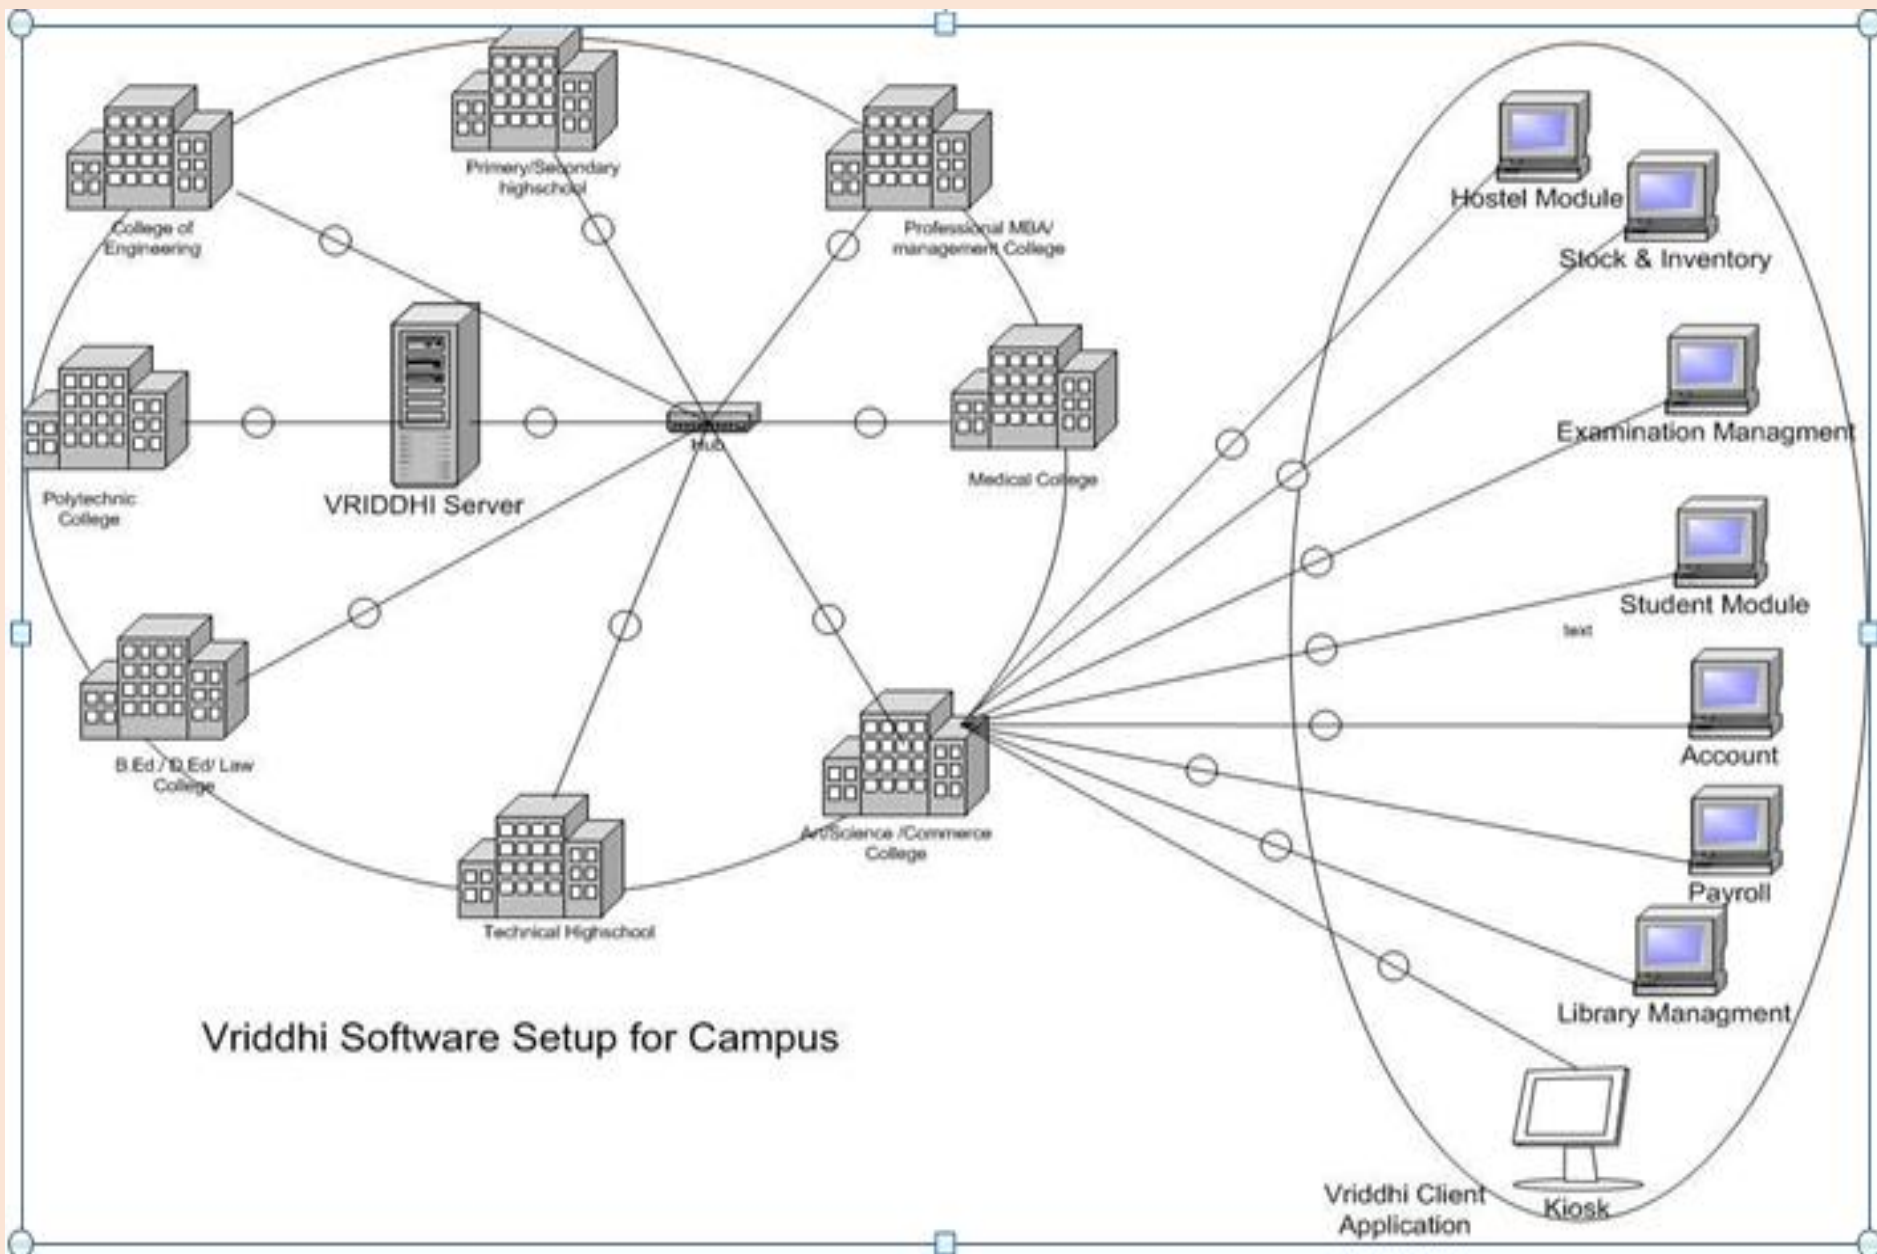 Primery/Secondary
highschool
College of
Engineering
Professional MBA/
management College
Hostel Module
Stock & Inventory
Hub
Examination Managment
Medical College
Polytechnic
College
VRIDDHI Server
Student Module
text
B.Ed./ D.Ed/ Law
College
Account
Art/Science /Commerce
College
Payroll
Technical Highschool
Library Managment
Vriddhi Software Setup for Campus
Vriddhi Client
Application
Kiosk